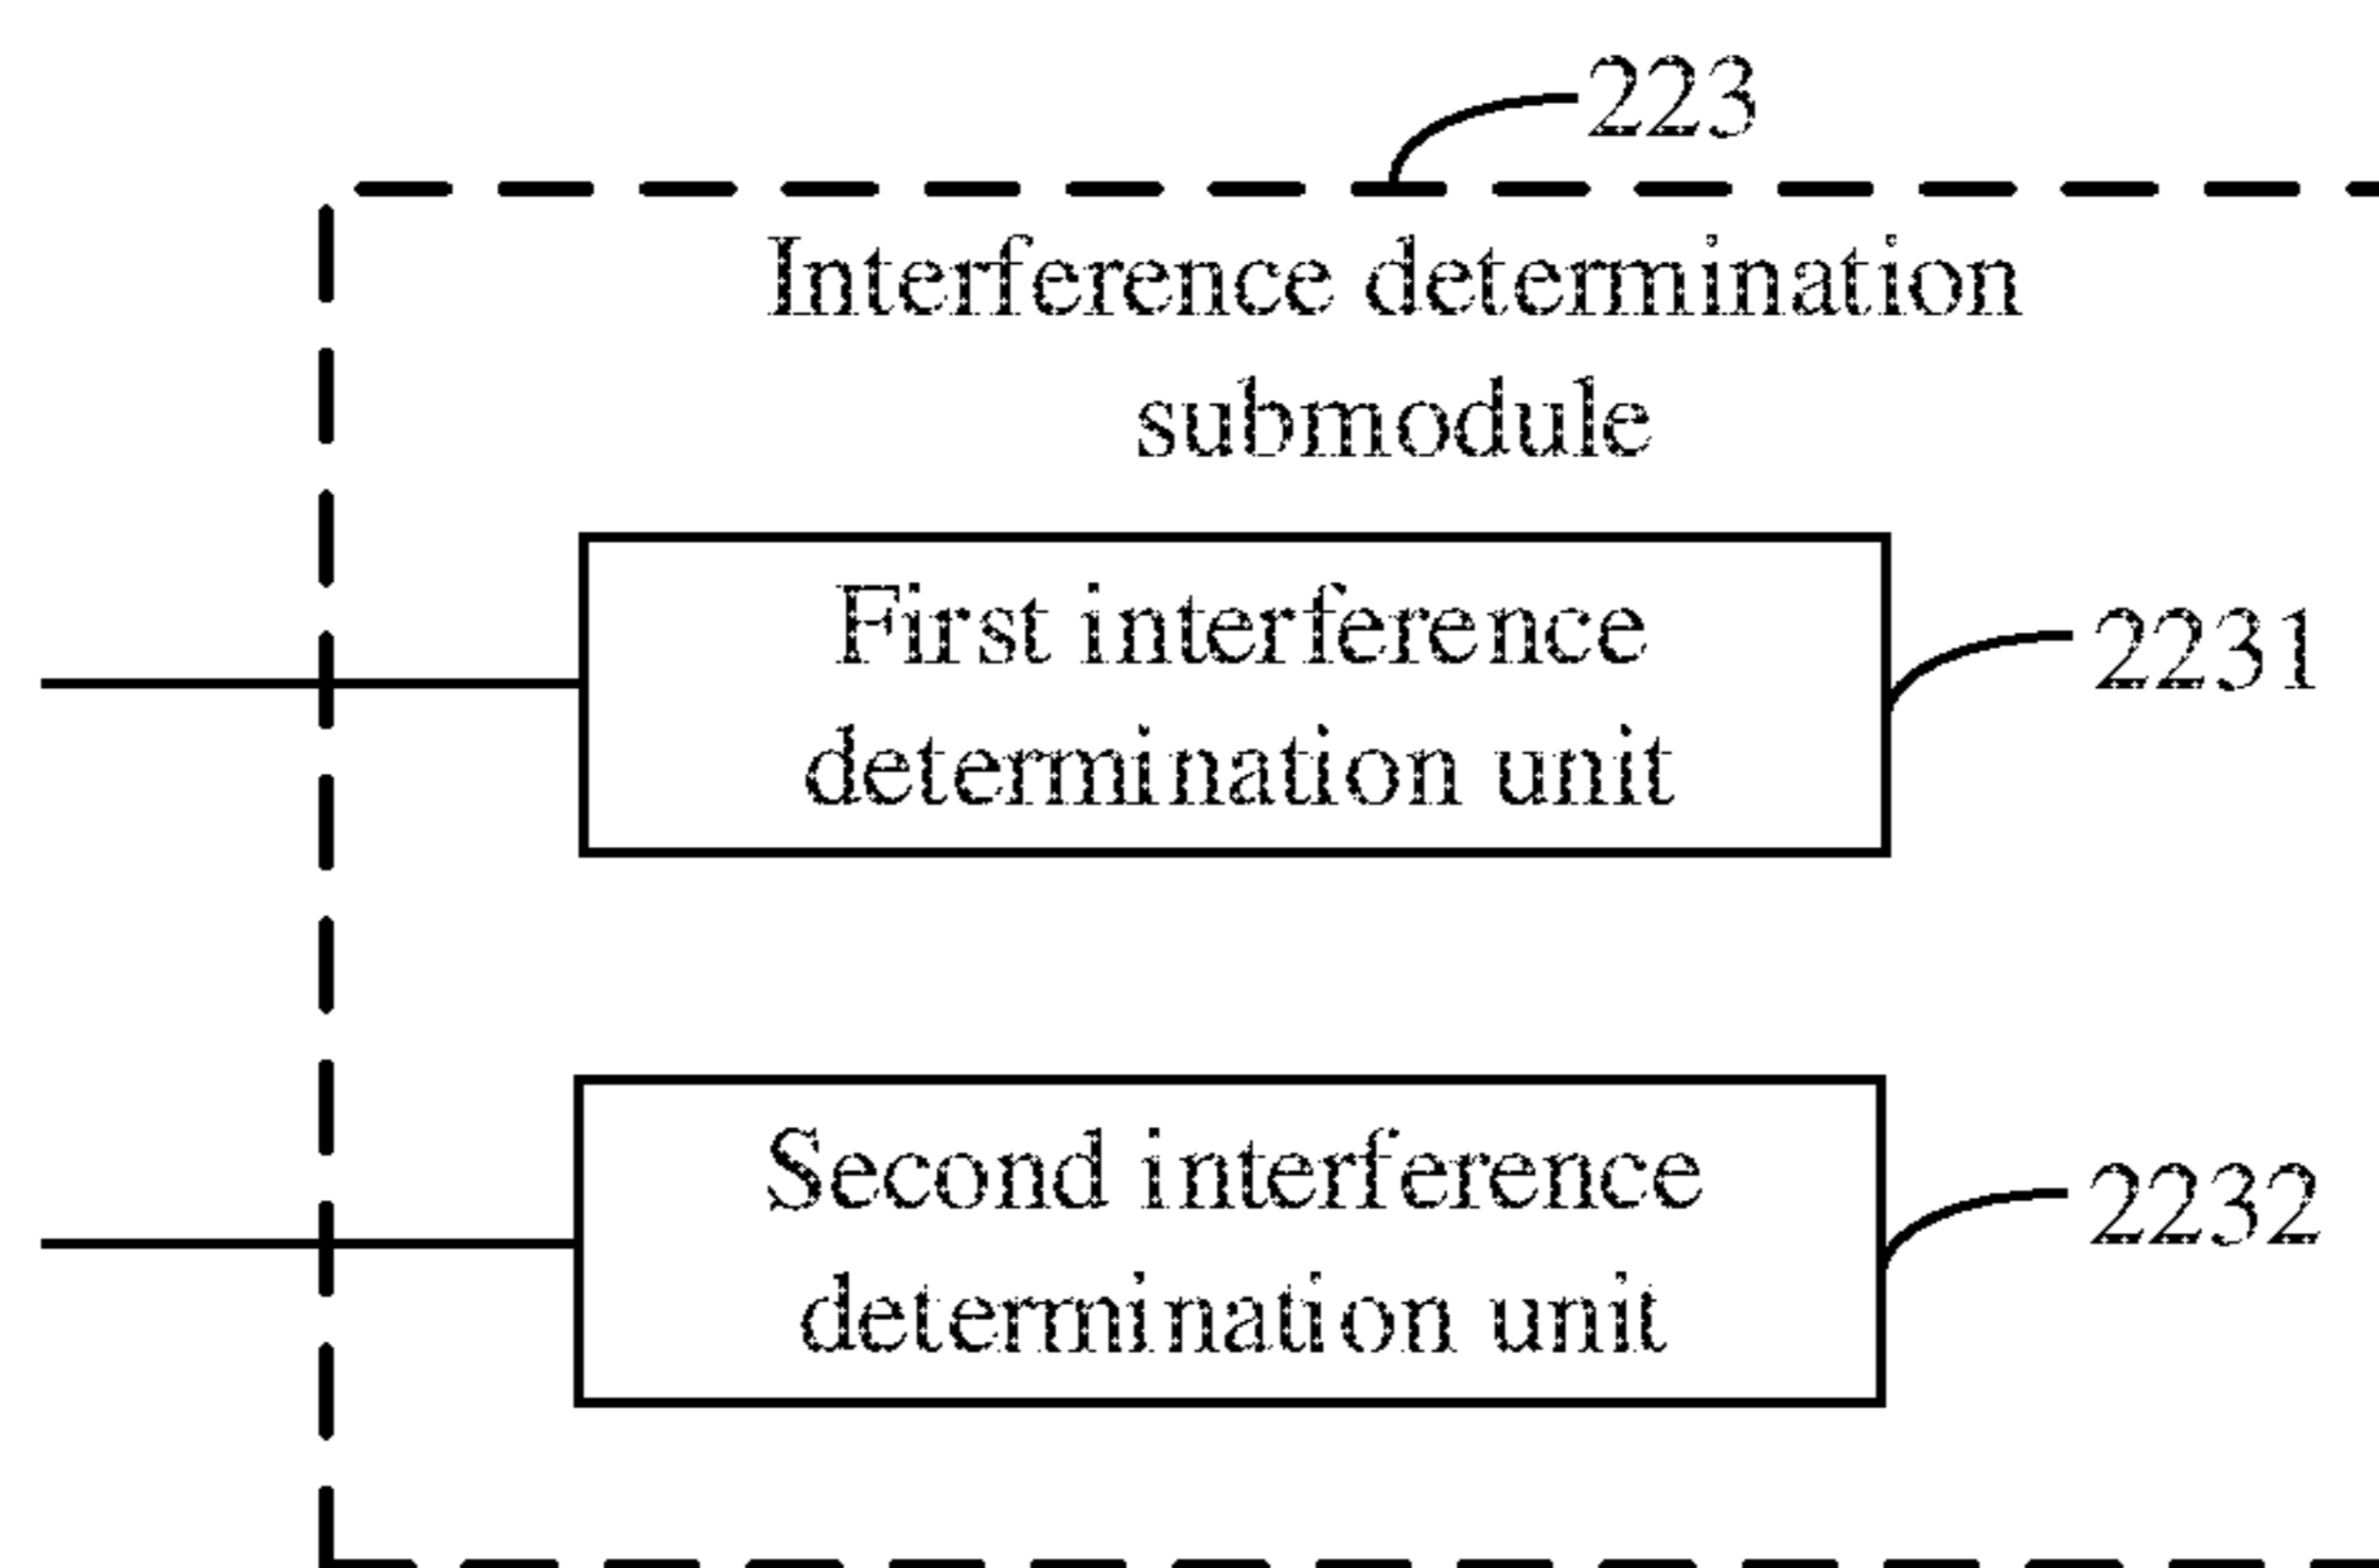 223
Interference determination
submodule
First interference
determination unit
2231
Second interference
determination unit
2232